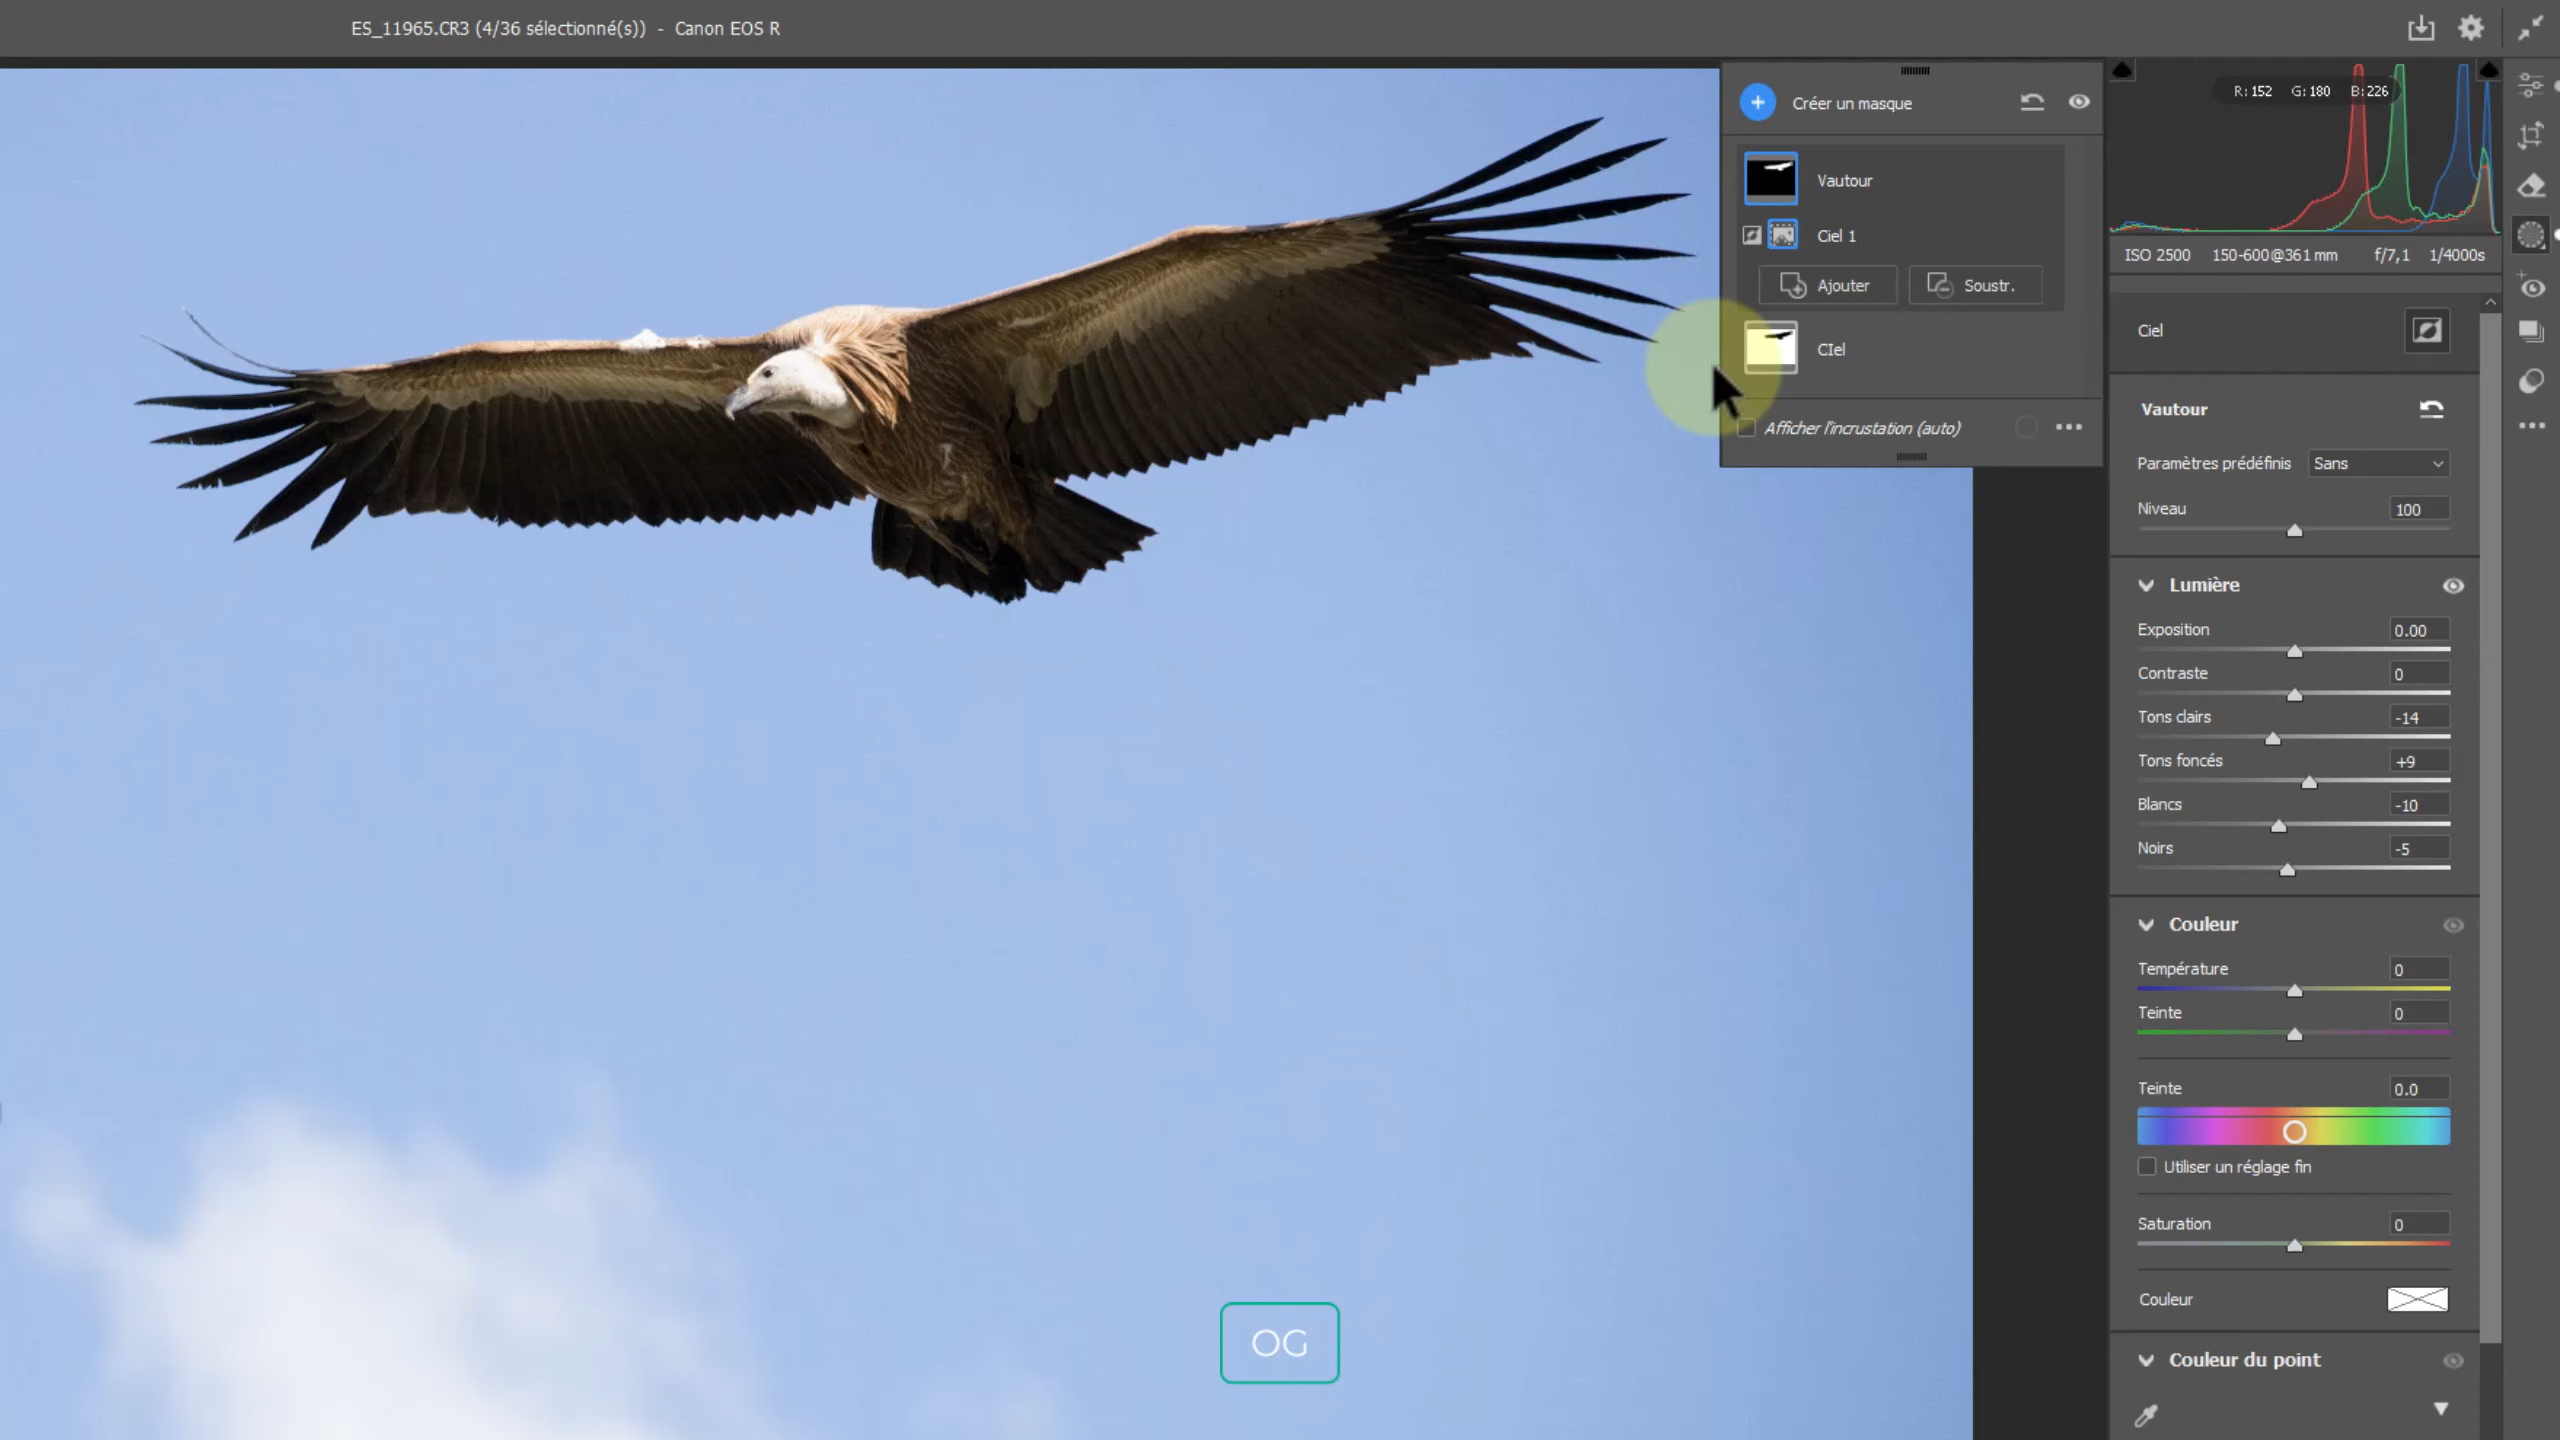 ES_11965.CR3 (4/36 sélectionné(s)) - Canon EOS R
Créer un masque
Vautour
Ciel 1
Ajouter
Soustr.
CIel
Afficher l'incrustation (auto)
R: 152 G: 180 B: 226
ISO 2500 150-600@361 mm f/7,1 1/4000s
Ciel
Vautour
Paramètres prédéfinis Sans
Niveau 100
Lumière
Exposition 0.00
Contraste 0
Tons clairs -14
Tons foncés +9
Blancs -10
Noirs -5
Couleur
Température 0
Teinte 0
Teinte 0.0
Utiliser un réglage fin
Saturation 0
Couleur
Couleur du point
OG